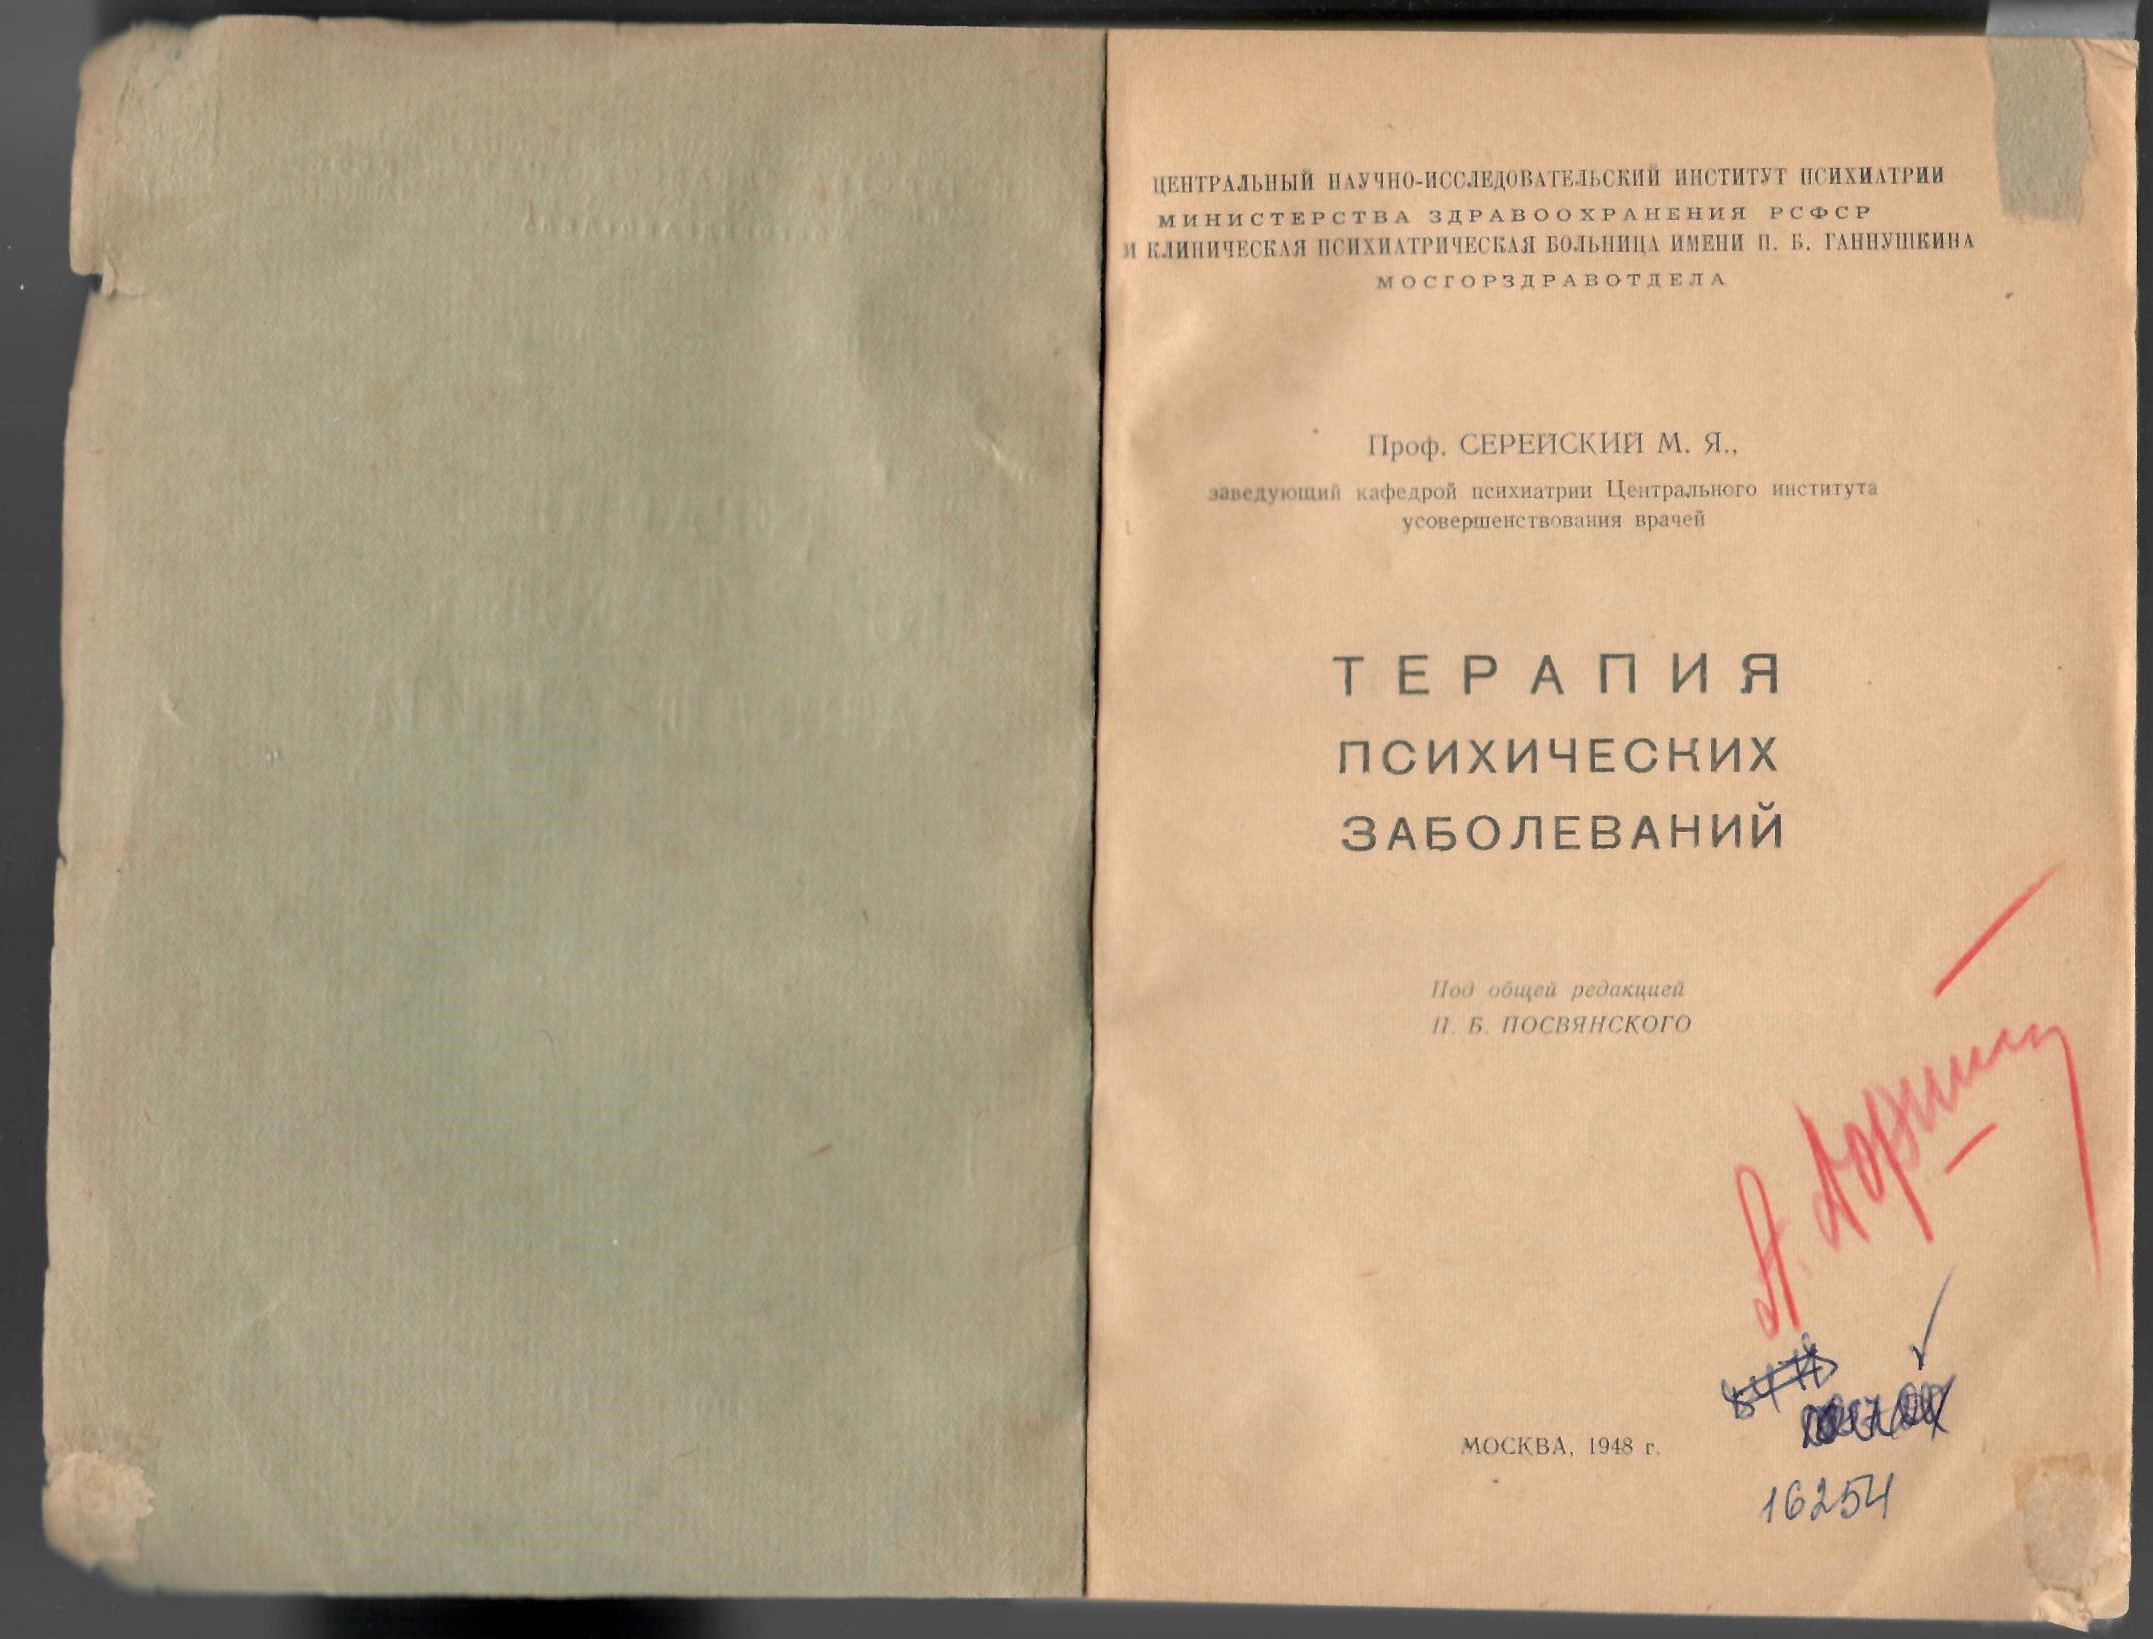 ЦЕНТРАЛЬНЫЙ НАУЧНО-ИССЛЕДОВАТЕЛЬСКИЙ ИНСТИТУТ ПСИХИАТРИИ
МИНИСТЕРСТВА ЗДРАВООХРАНЕНИЯ РСФСР
И КЛИНИЧЕСКАЯ ПСИХИАТРИЧЕСКАЯ БОЛЬНИЦА ИМЕНИ П. Б. ГАННУШКИНА
МОСГОРЗДРАВОТДЕЛА
Проф. СЕРЕЙСКИЙ М. Я.,
заведующий кафедрой психиатрии Центрального института
усовершенствования врачей
ТЕРАПИЯ
ПСИХИЧЕСКИХ
ЗАБОЛЕВАНИЙ
Под общей редакцией
П. Б. ПОСВЯНСКОГО
МОСКВА, 1948 г.
16254